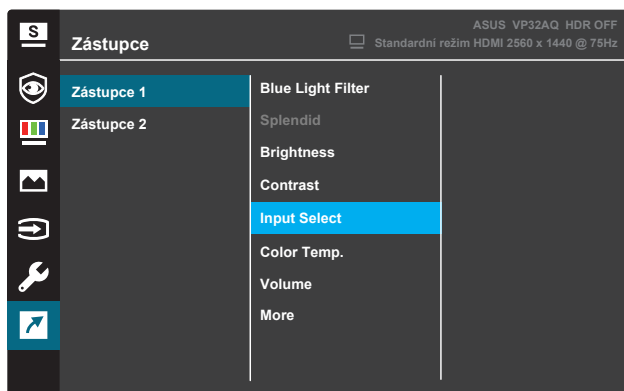 S
ASUS VP32AQ HDR OFF
Zástupce
Standardní režim HDMI 2560 x 1440 @ 75Hz
Zástupce 1
Zástupce 2
Blue Light Filter
Splendid
Brightness
Contrast
Input Select
Color Temp.
Volume
More